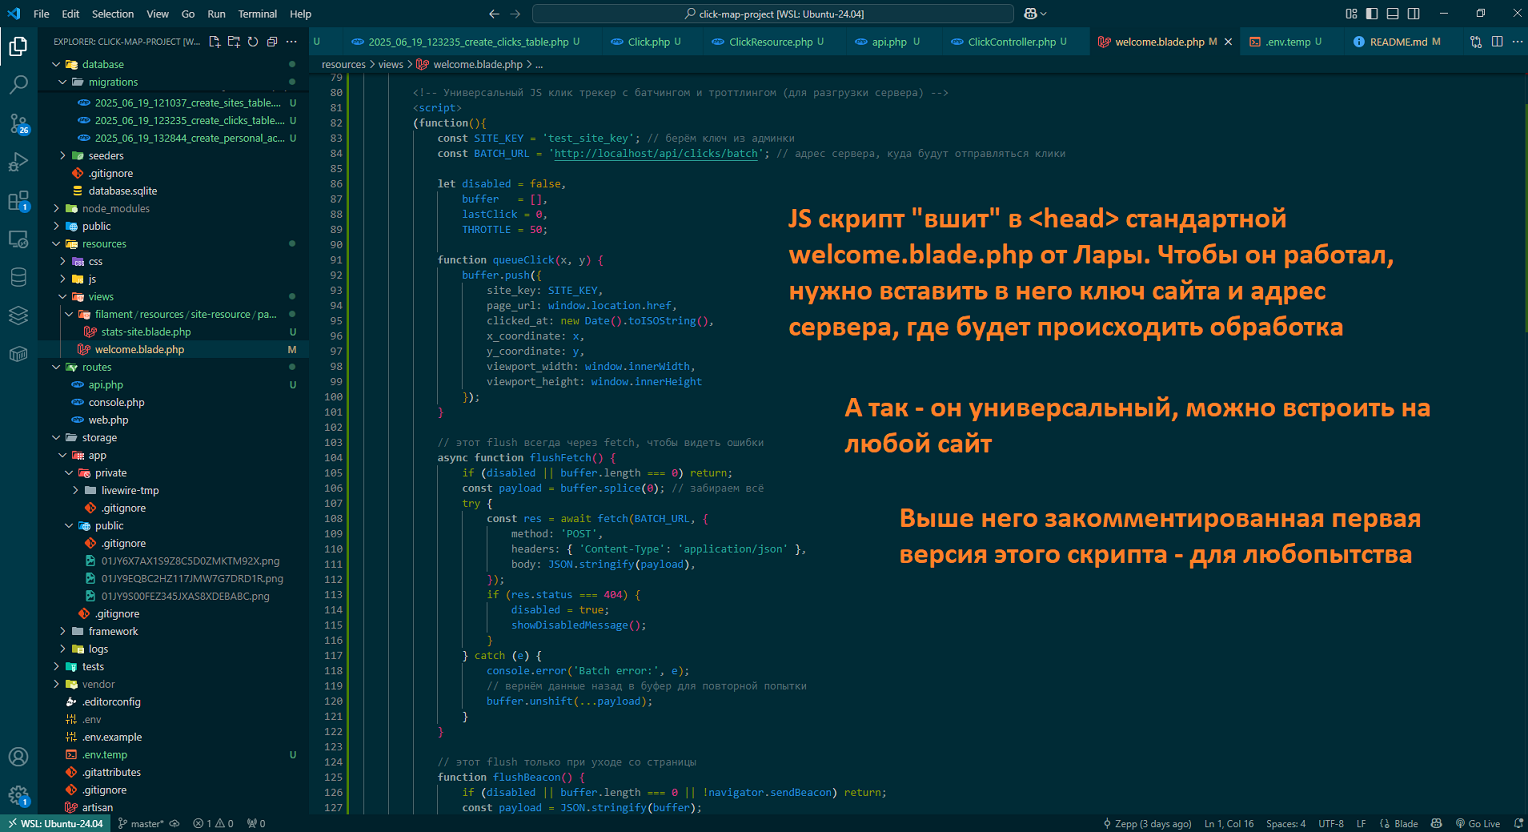 File Edit Selection View Go Run Terminal Help
click-map-project [WSL: Ubuntu-24.04]
EXPLORER: CLICK-MAP-PROJECT [W...
U
2025_06_19_123235_create_clicks_table.php U
Click.php U
ClickResource.php U
api.php U
ClickController.php U
welcome.blade.php M
.env.temp U
README.md M
resources > views > welcome.blade.php > ...
database
migrations
2025_06_19_121037_create_sites_table.... U
2025_06_19_123235_create_clicks_table.... U
2025_06_19_132844_create_personal_ac... U
seeders
.gitignore
database.sqlite
node_modules
public
resources
css
js
views
filament/resources/site-resource/pa...
stats-site.blade.php U
welcome.blade.php M
routes
api.php U
console.php
web.php
storage
app
private
livewire-tmp
.gitignore
public
.gitignore
01JY6X7AX1S9Z8C5D0ZMKTM92X.png
01JY9EQBC2HZ117JMW7G7DRD1R.png
01JY9S00FEZ345JXAS8XDEBABC.png
.gitignore
framework
logs
tests
vendor
.editorconfig
.env
.env.example
.env.temp U
.gitattributes
.gitignore
artisan
26
1
1
79
80 <!-- Универсальный JS клик трекер с батчингом и троттлингом (для разгрузки сервера) -->
81 <script>
82 (function(){
83 const SITE_KEY = 'test_site_key'; // берём ключ из админки
84 const BATCH_URL = 'http://localhost/api/clicks/batch'; // адрес сервера, куда будут отправляться клики
85
86 let disabled = false,
87 buffer = [],
88 lastClick = 0,
89 THROTTLE = 50;
90
91 function queueClick(x, y) {
92 buffer.push({
93 site_key: SITE_KEY,
94 page_url: window.location.href,
95 clicked_at: new Date().toISOString(),
96 x_coordinate: x,
97 y_coordinate: y,
98 viewport_width: window.innerWidth,
99 viewport_height: window.innerHeight
100 });
101 }
102
103 // этот flush всегда через fetch, чтобы видеть ошибки
104 async function flushFetch() {
105 if (disabled || buffer.length === 0) return;
106 const payload = buffer.splice(0); // забираем всё
107 try {
108 const res = await fetch(BATCH_URL, {
109 method: 'POST',
110 headers: { 'Content-Type': 'application/json' },
111 body: JSON.stringify(payload),
112 });
113 if (res.status === 404) {
114 disabled = true;
115 showDisabledMessage();
116 }
117 } catch (e) {
118 console.error('Batch error:', e);
119 // вернём данные назад в буфер для повторной попытки
120 buffer.unshift(...payload);
121 }
122 }
123
124 // этот flush только при уходе со страницы
125 function flushBeacon() {
126 if (disabled || buffer.length === 0 || !navigator.sendBeacon) return;
127 const payload = JSON.stringify(buffer);
JS скрипт "вшит" в <head> стандартной
welcome.blade.php от Лары. Чтобы он работал,
нужно вставить в него ключ сайта и адрес
сервера, где будет происходить обработка
А так - он универсальный, можно встроить на
любой сайт
Выше него закомментированная первая
версия этого скрипта - для любопытства
WSL: Ubuntu-24.04 master* 1 0 0
Zepp (3 days ago) Ln 1, Col 16 Spaces: 4 UTF-8 LF Blade Go Live